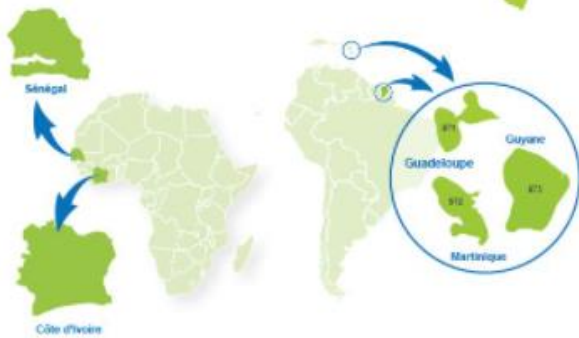 Sénégal
Côte d'Ivoire
971
Guadeloupe
Guyane
973
972
Martinique